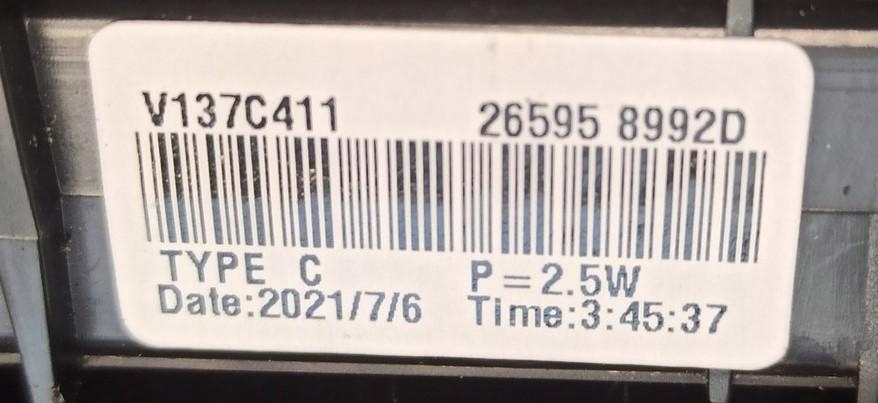 V137C411 26595 8992D
TYPE C P=2.5W
Date:2021/7/6 Time:3:45:37